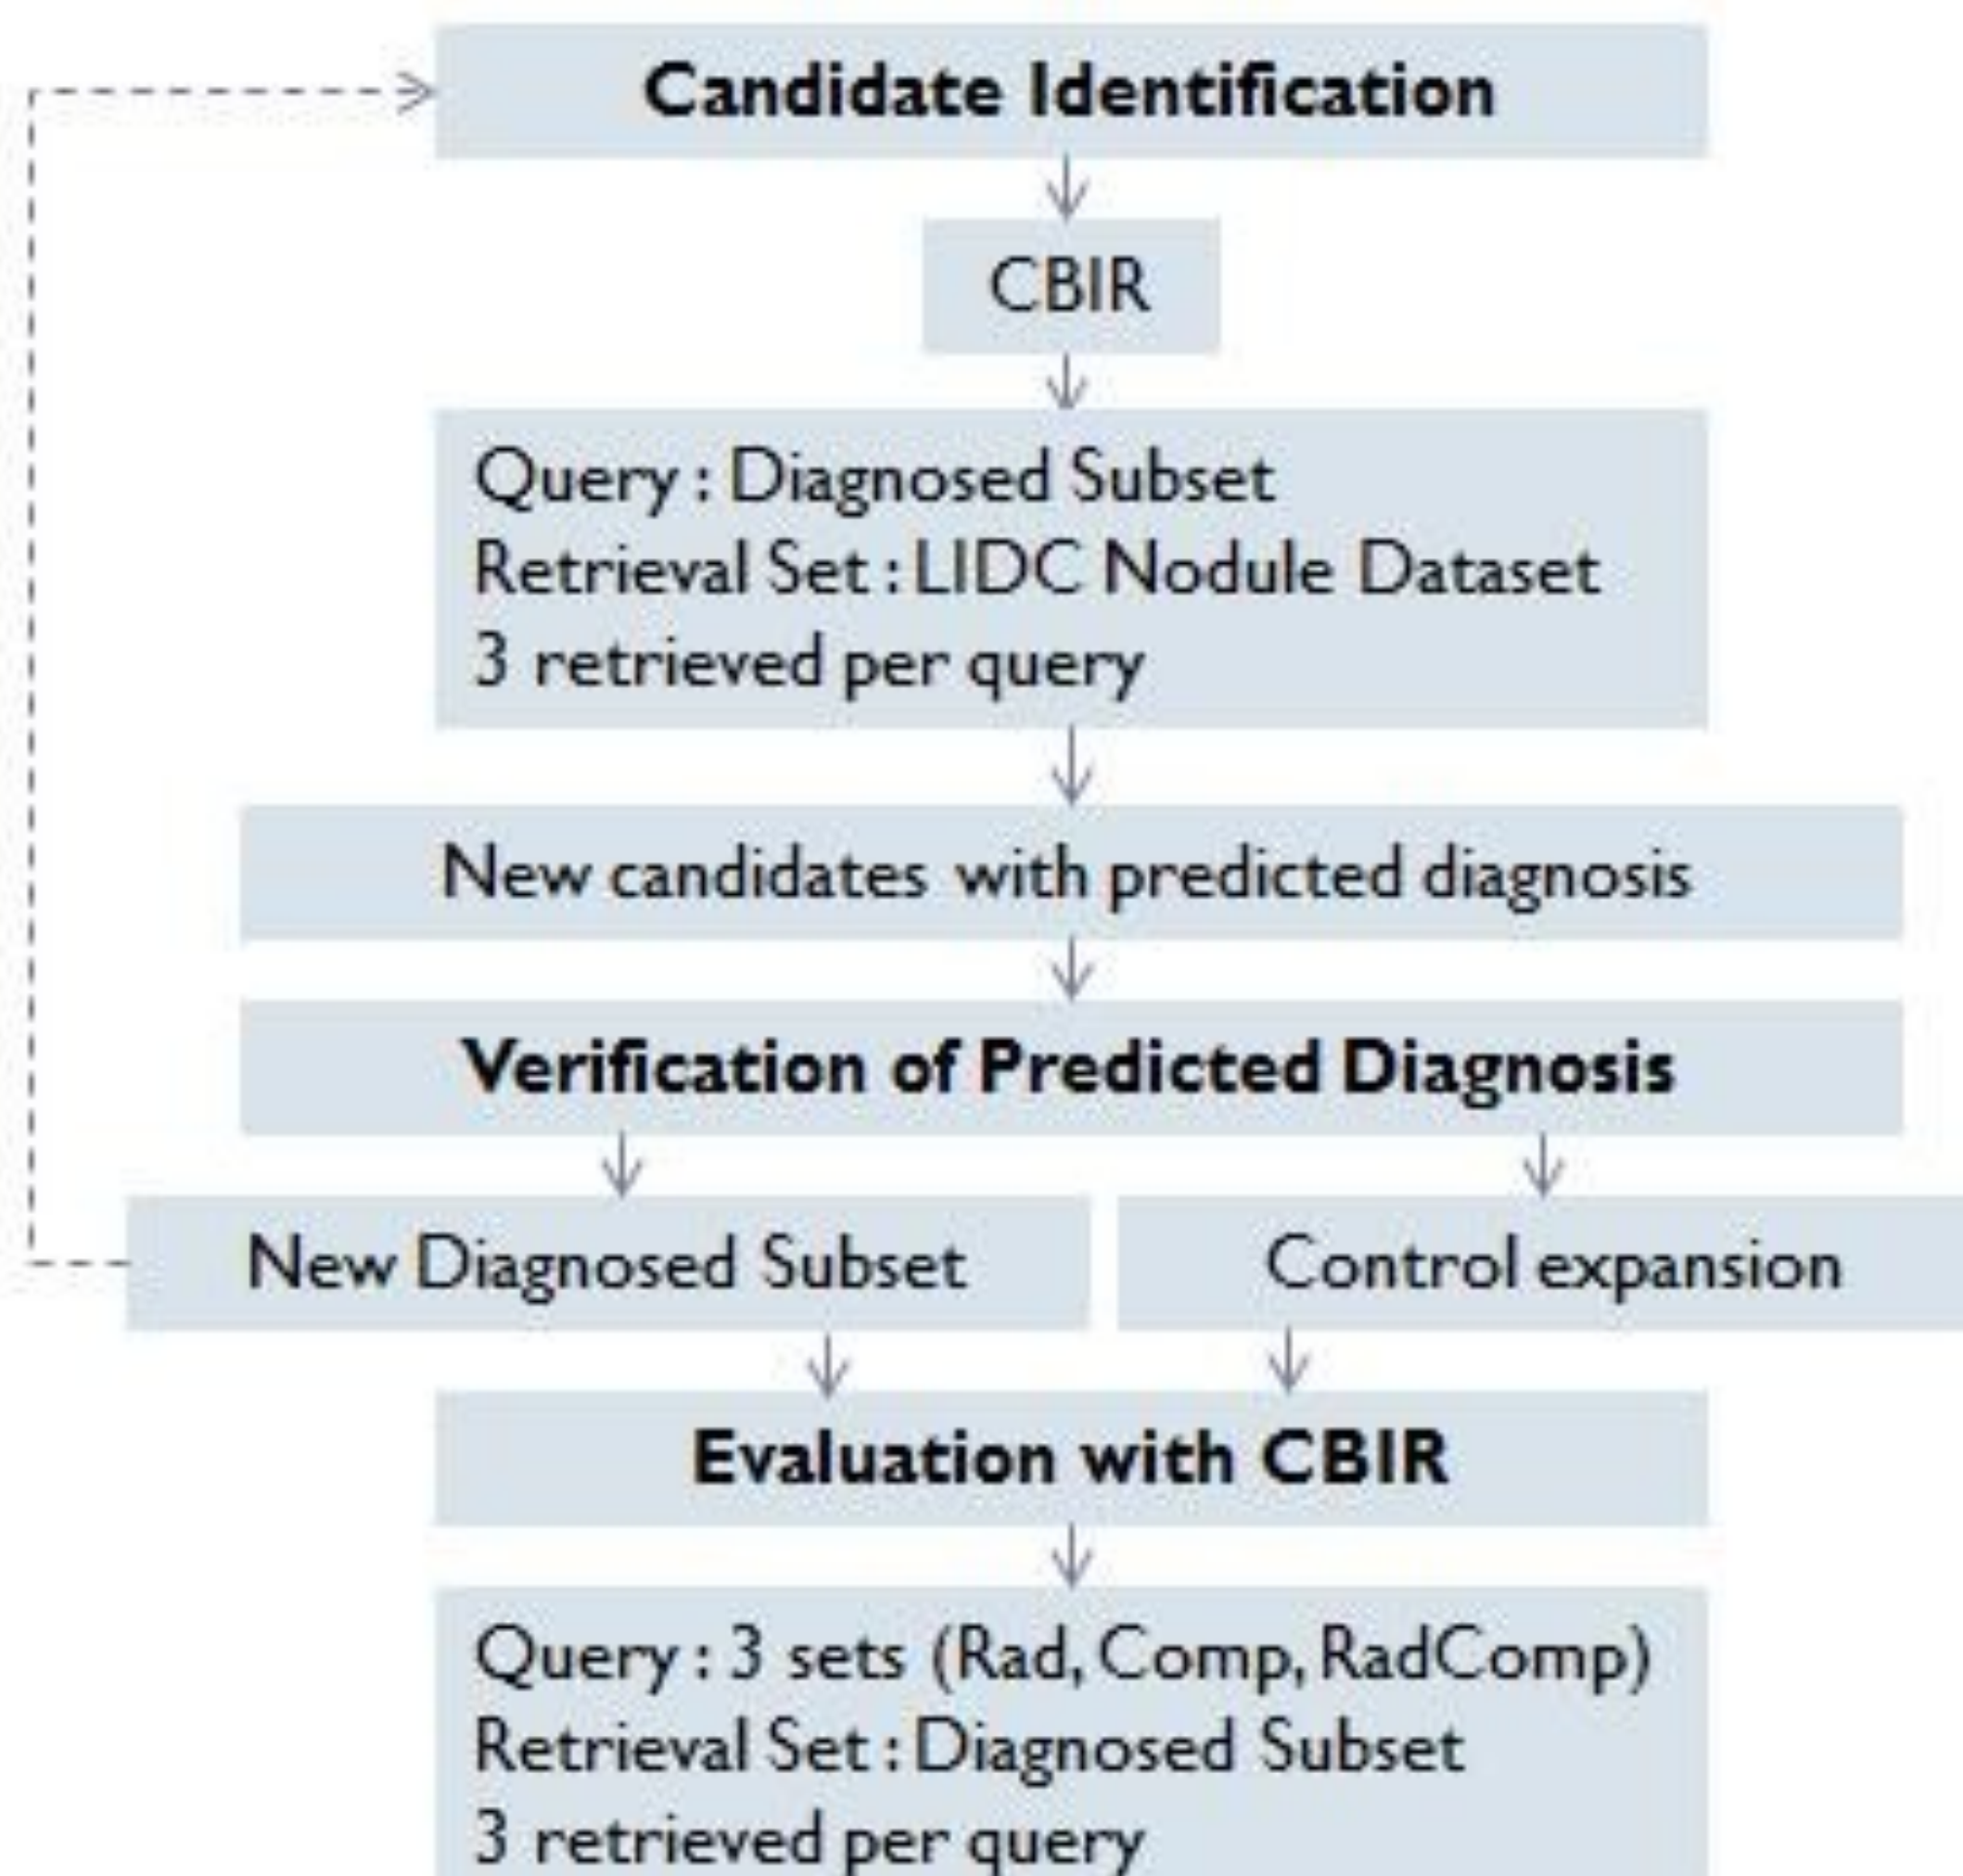 Candidate Identification
CBIR
Query : Diagnosed Subset
Retrieval Set : LIDC Nodule Dataset
3 retrieved per query
New candidates with predicted diagnosis
Verification of Predicted Diagnosis
New Diagnosed Subset
Control expansion
Evaluation with CBIR
Query : 3 sets (Rad, Comp, RadComp)
Retrieval Set : Diagnosed Subset
3 retrieved per query